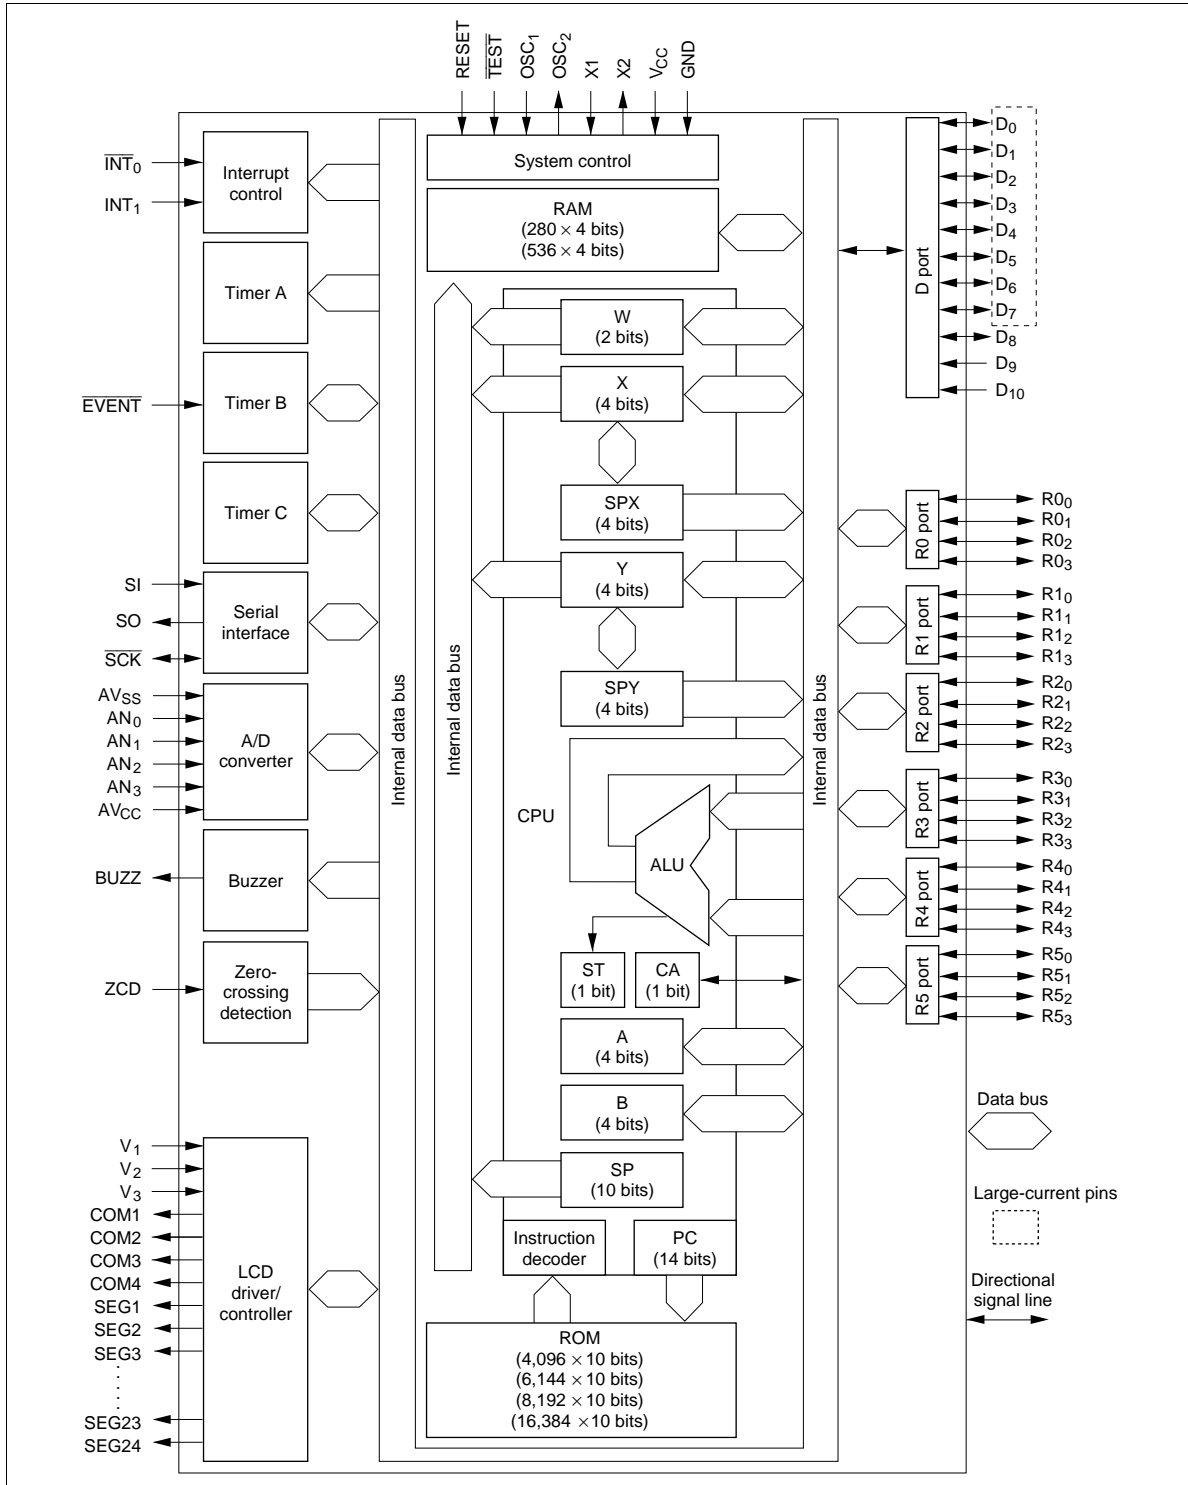 RESET
TEST
OSC1
OSC2
X1
X2
VCC
GND
System control
INT0
INT1
Interrupt
control
RAM
(280 × 4 bits)
(536 × 4 bits)
Timer A
EVENT
Timer B
Timer C
SI
SO
SCK
Serial
interface
AVSS
AN0
AN1
AN2
AN3
AVCC
A/D
converter
BUZZ
Buzzer
ZCD
Zero-
crossing
detection
V1
V2
V3
COM1
COM2
COM3
COM4
SEG1
SEG2
SEG3
SEG23
SEG24
LCD
driver/
controller
Internal data bus
Internal data bus
Internal data bus
CPU
W
(2 bits)
X
(4 bits)
SPX
(4 bits)
Y
(4 bits)
SPY
(4 bits)
ALU
ST
(1 bit)
CA
(1 bit)
A
(4 bits)
B
(4 bits)
SP
(10 bits)
Instruction
decoder
PC
(14 bits)
ROM
(4,096 × 10 bits)
(6,144 × 10 bits)
(8,192 × 10 bits)
(16,384 × 10 bits)
D port
D0
D1
D2
D3
D4
D5
D6
D7
D8
D9
D10
R0 port
R00
R01
R02
R03
R1 port
R10
R11
R12
R13
R2 port
R20
R21
R22
R23
R3 port
R30
R31
R32
R33
R4 port
R40
R41
R42
R43
R5 port
R50
R51
R52
R53
Data bus
Large-current pins
Directional
signal line